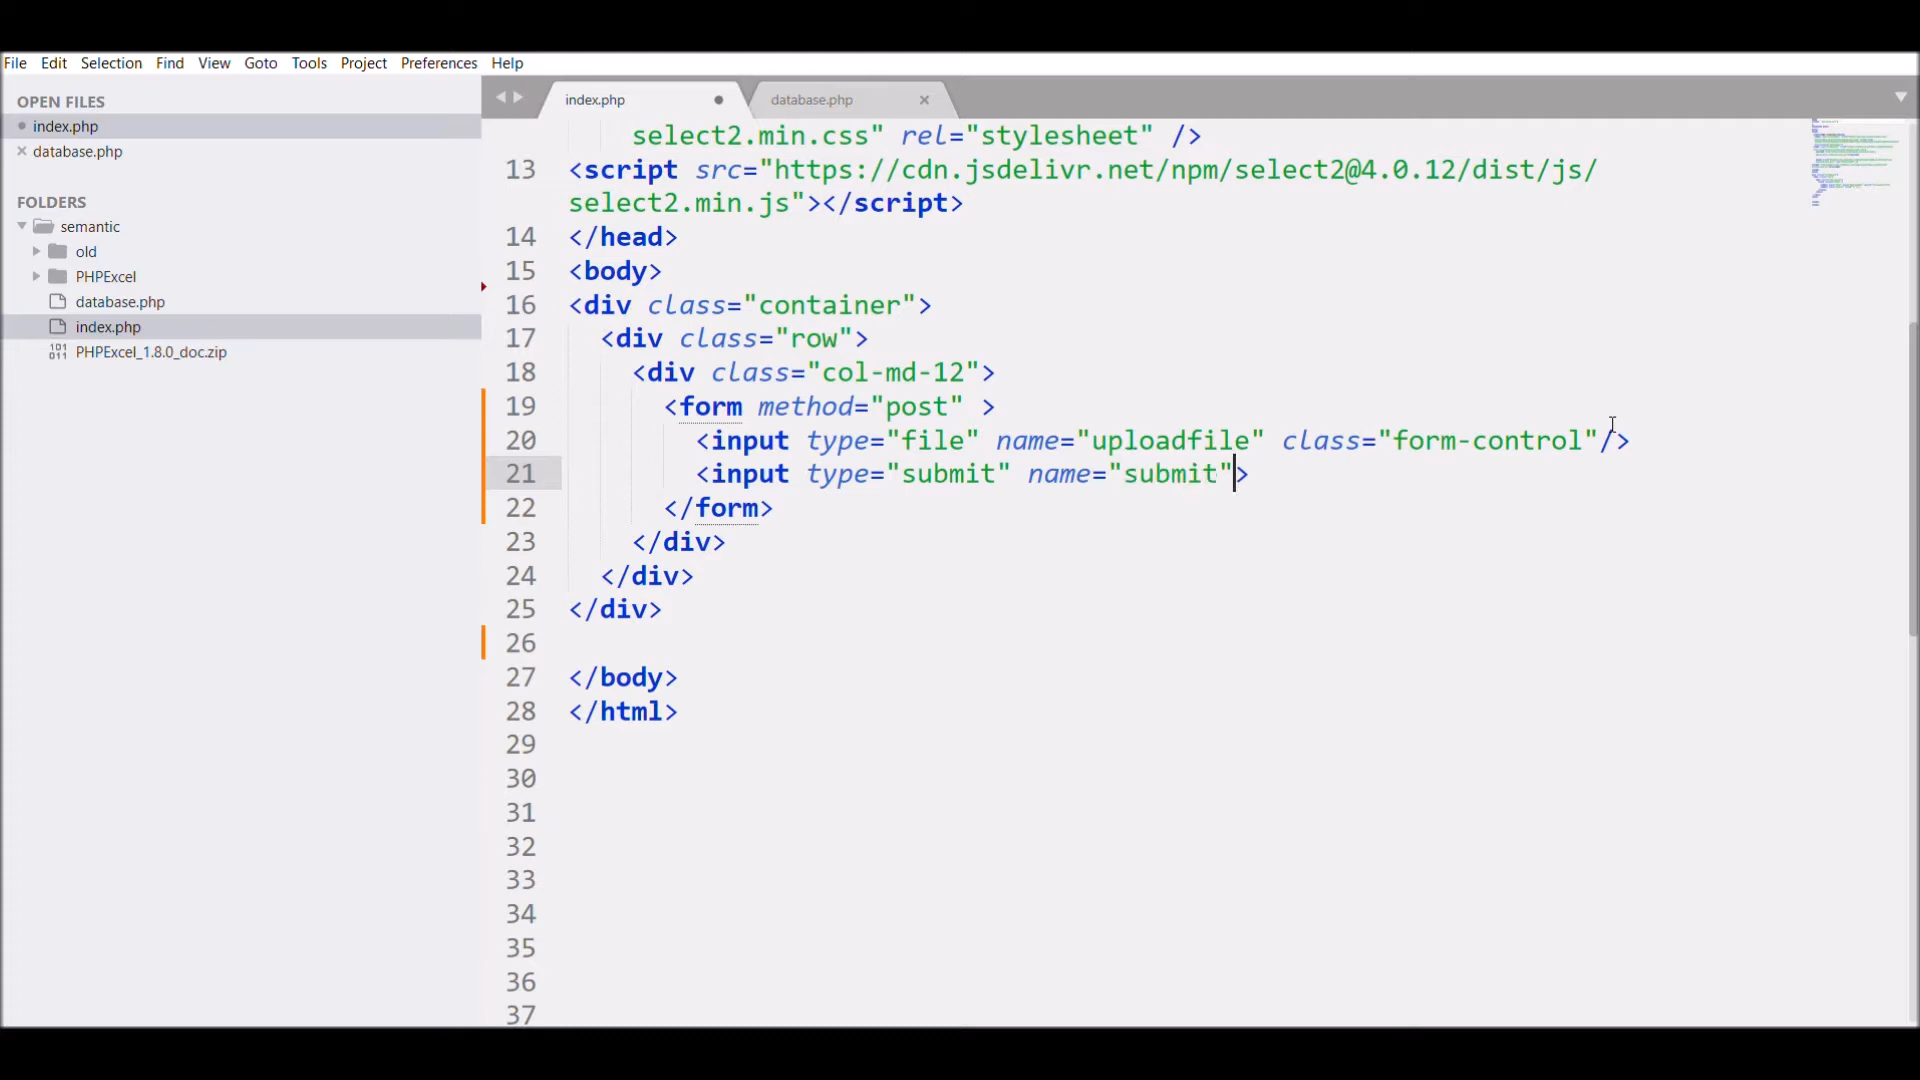 File Edit Selection Find View Goto Tools Project Preferences Help
OPEN FILES
index.php
database.php
FOLDERS
semantic
old
PHPExcel
database.php
index.php
PHPExcel_1.8.0_doc.zip
index.php database.php
select2.min.css" rel="stylesheet" />
13 <script src="https://cdn.jsdelivr.net/npm/select2@4.0.12/dist/js/
select2.min.js"></script>
14 </head>
15 <body>
16 <div class="container">
17 <div class="row">
18 <div class="col-md-12">
19 <form method="post" >
20 <input type="file" name="uploadfile" class="form-control"/>
21 <input type="submit" name="submit">
22 </form>
23 </div>
24 </div>
25 </div>
26
27 </body>
28 </html>
29
30
31
32
33
34
35
36
37